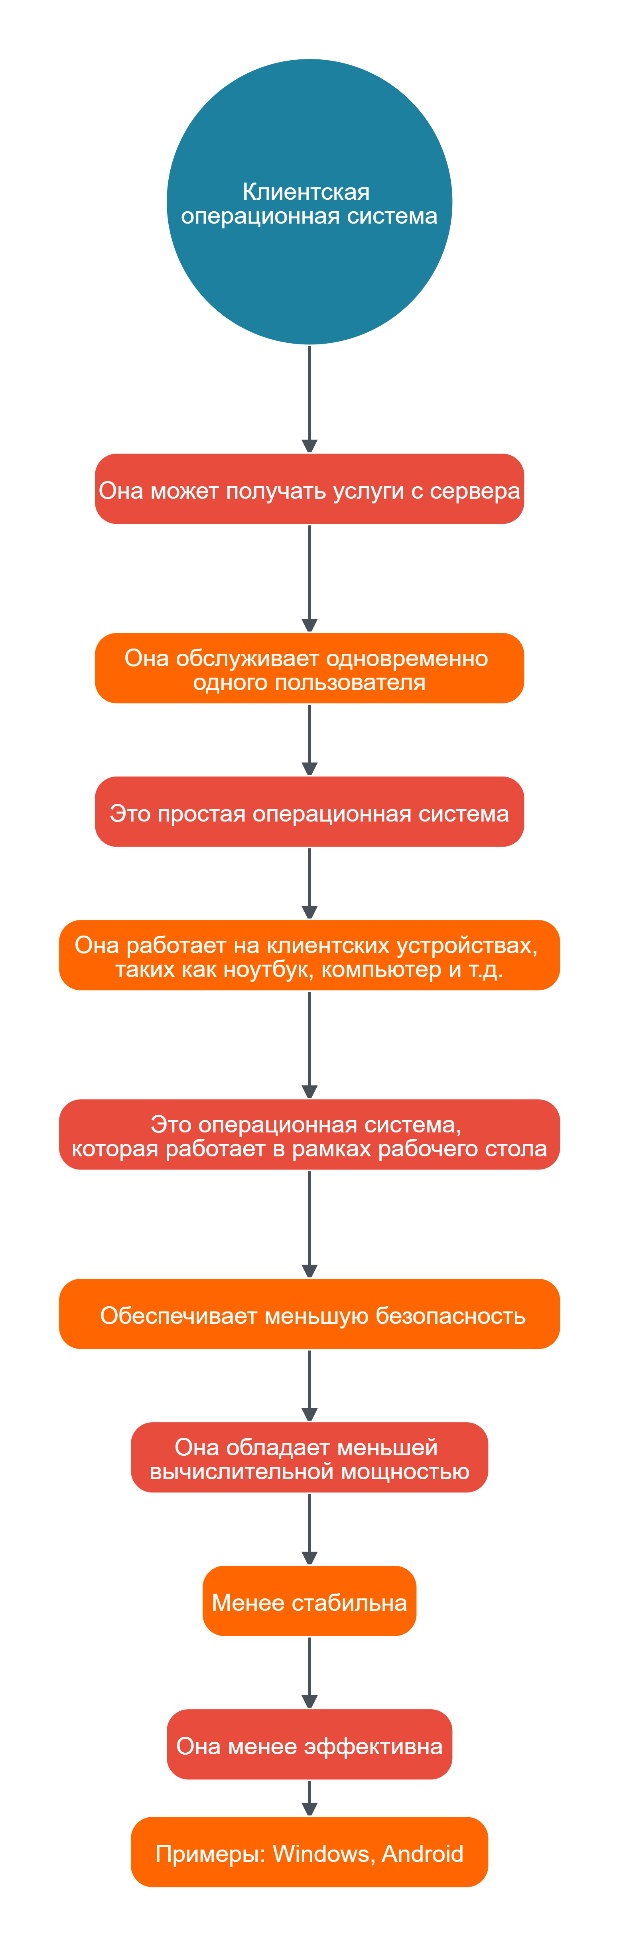 Клиентская
операционная система
Она может получать услуги с сервера
Она обслуживает одновременно
одного пользователя
Это простая операционная система
Она работает на клиентских устройствах,
таких как ноутбук, компьютер и т.д.
Это операционная система,
которая работает в рамках рабочего стола
Обеспечивает меньшую безопасность
Она обладает меньшей
вычислительной мощностью
Менее стабильна
Она менее эффективна
Примеры: Windows, Android